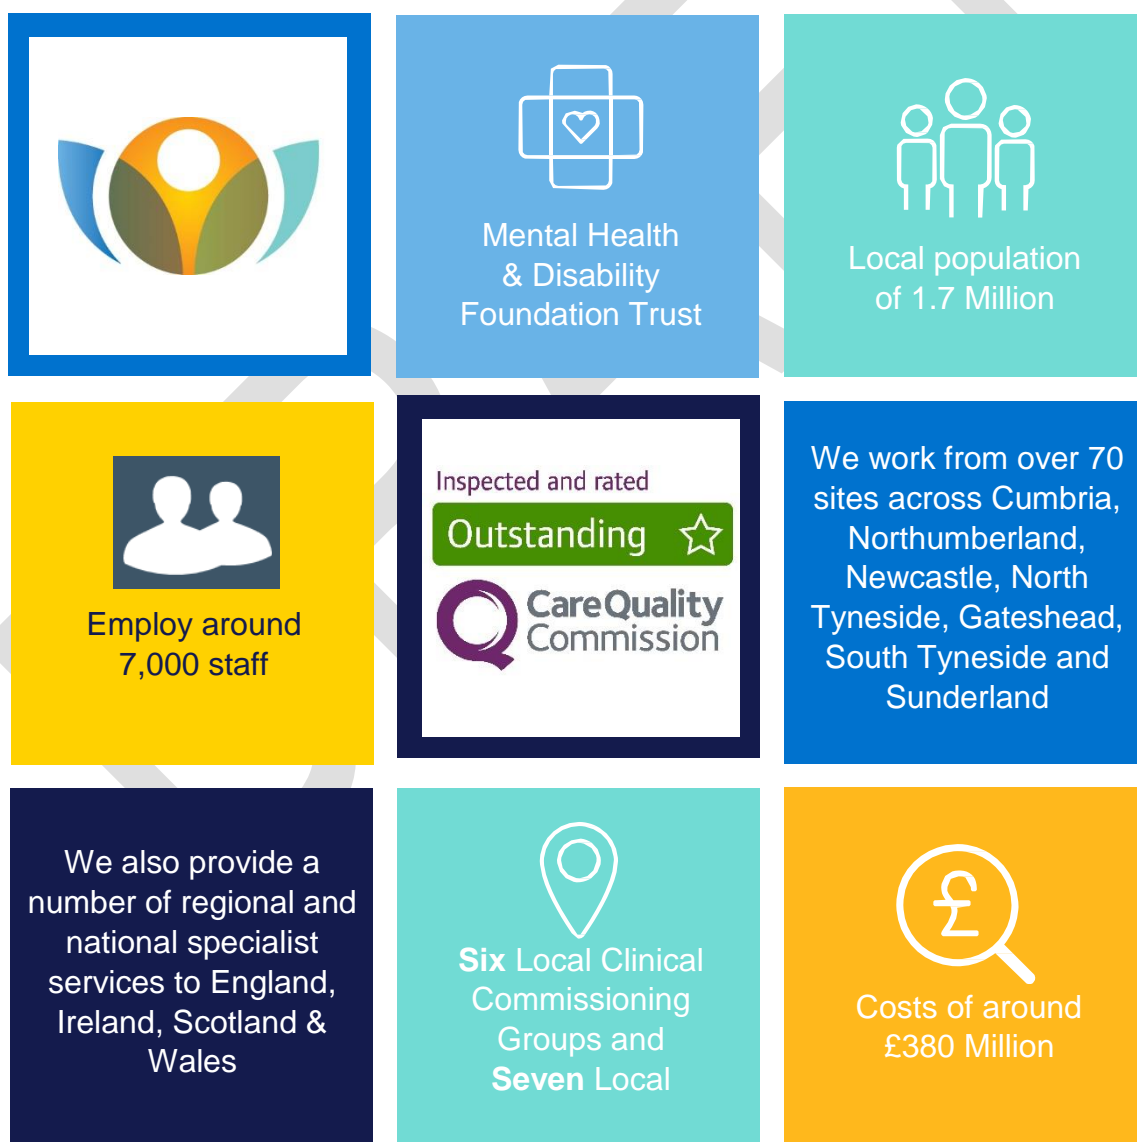 Mental Health
& Disability
Foundation Trust
Local population
of 1.7 Million
Employ around
7,000 staff
Inspected and rated
Outstanding
CareQuality
Commission
We work from over 70
sites across Cumbria,
Northumberland,
Newcastle, North
Tyneside, Gateshead,
South Tyneside and
Sunderland
We also provide a
number of regional and
national specialist
services to England,
Ireland, Scotland &
Wales
Six Local Clinical
Commissioning
Groups and
Seven Local
£
Costs of around
£380 Million